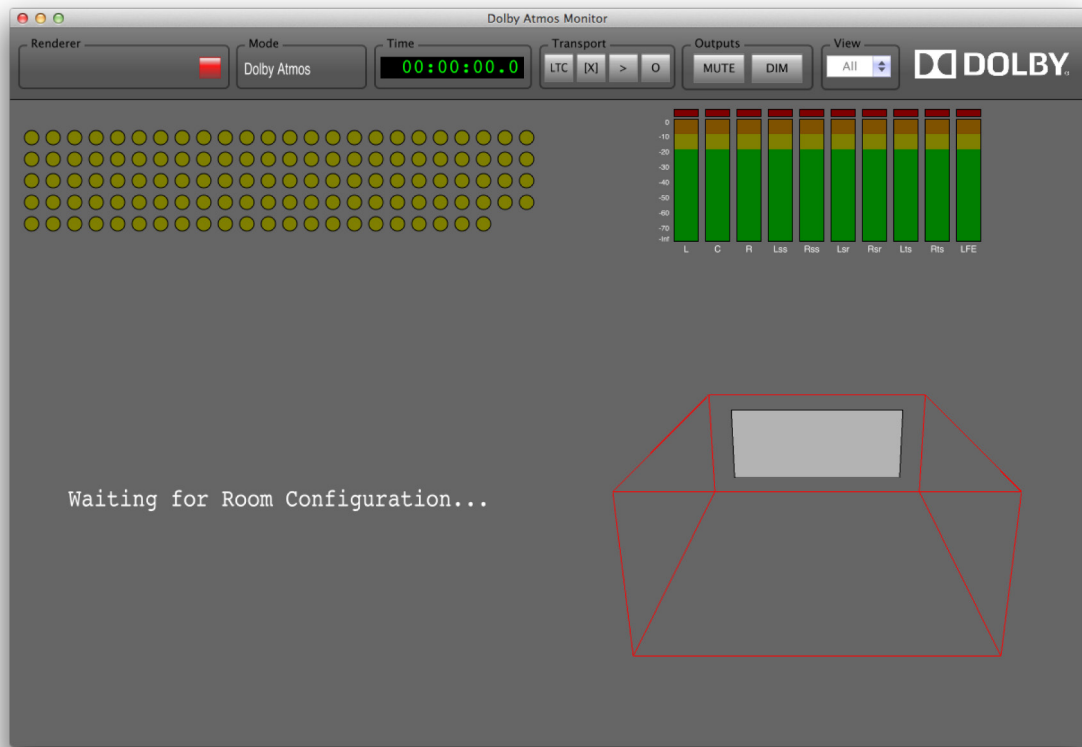 Dolby Atmos Monitor
Renderer Mode Time Transport Outputs View
Dolby Atmos 00:00:00.0 LTC [X] > O MUTE DIM All DOLBY
0
-10
-20
-30
-40
-50
-60
-70
-Inf
L C R Lss Rss Lsr Rsr Lts Rts LFE
Waiting for Room Configuration...